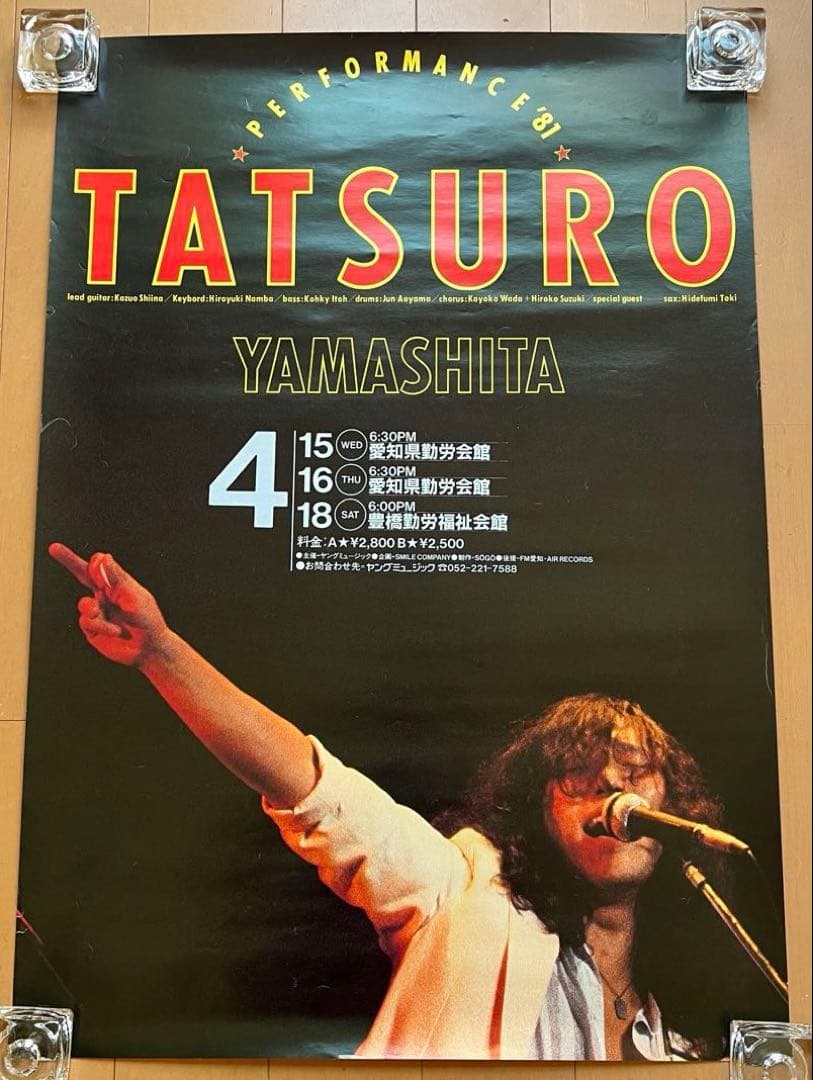 PERFORMANCE '81
TATSURO
lead guitar:Kazuo Shiina／Keybord:Hiroyuki Namba／bass:Kohky Itoh／drums:Jun Aoyama／chorus:Kayoko Wada＋Hiroko Suzuki／special guest sax:Hidefumi Toki
YAMASHITA
4
15 WED 6:30PM
愛知県勤労会館
16 THU 6:30PM
愛知県勤労会館
18 SAT 6:00PM
豊橋勤労福祉会館
料金:A★¥2,800 B★¥2,500
●主催=ヤングミュージック●企画=SMILE COMPANY●制作=SOGO●後援=FM愛知・AIR RECORDS
●お問合わせ先=ヤングミュージック☎052-221-7588